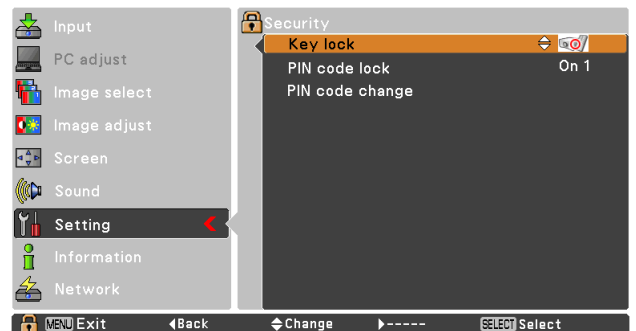 Input
PC adjust
Image select
Image adjust
Screen
Sound
Setting
Information
Network
Security
Key lock
PIN code lock On 1
PIN code change
MENU Exit ◀Back ◆Change ▶----- SELECT Select